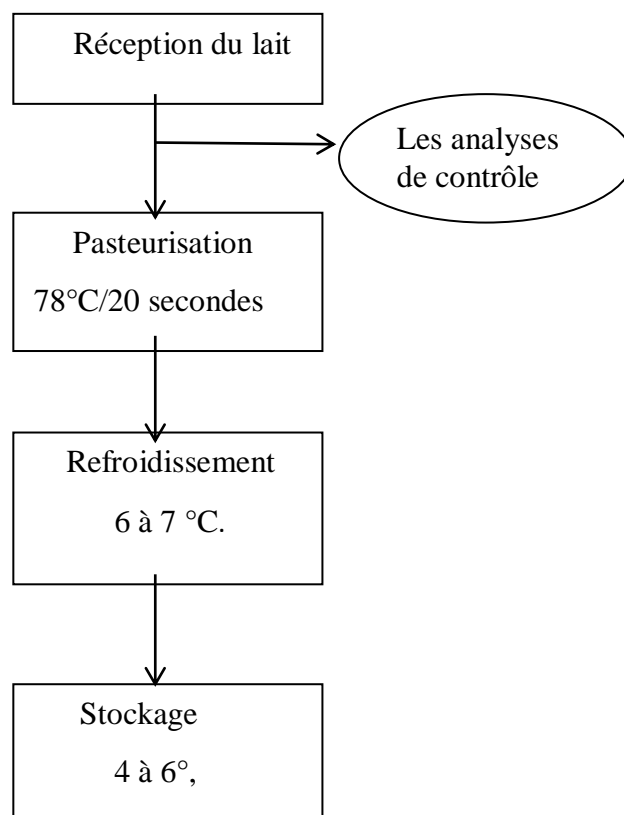 Réception du lait
Les analyses
de contrôle
Pasteurisation
78°C/20 secondes
Refroidissement
6 à 7 °C.
Stockage
4 à 6°,